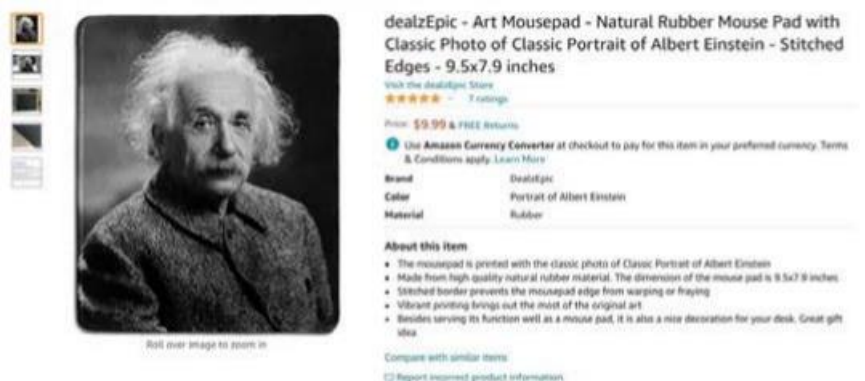 dealzEpic - Art Mousepad - Natural Rubber Mouse Pad with
Classic Photo of Classic Portrait of Albert Einstein - Stitched
Edges - 9.5x7.9 inches
Visit the dealzEpic Store
7 ratings
Price: $9.99 & FREE Returns
Use Amazon Currency Converter at checkout to pay for this item in your preferred currency. Terms
& Conditions apply. Learn More
Brand DealzEpic
Color Portrait of Albert Einstein
Material Rubber
About this item
• The mousepad is printed with the classic photo of Classic Portrait of Albert Einstein
• Made from high quality natural rubber material. The dimension of the mouse pad is 9.5x7.9 inches
• Stitched border prevents the mousepad edge from warping or fraying
• Vibrant printing brings out the most of the original art
• Besides serving its function well as a mouse pad, it is also a nice decoration for your desk. Great gift
idea
Compare with similar items
Report incorrect product information.
Roll over image to zoom in